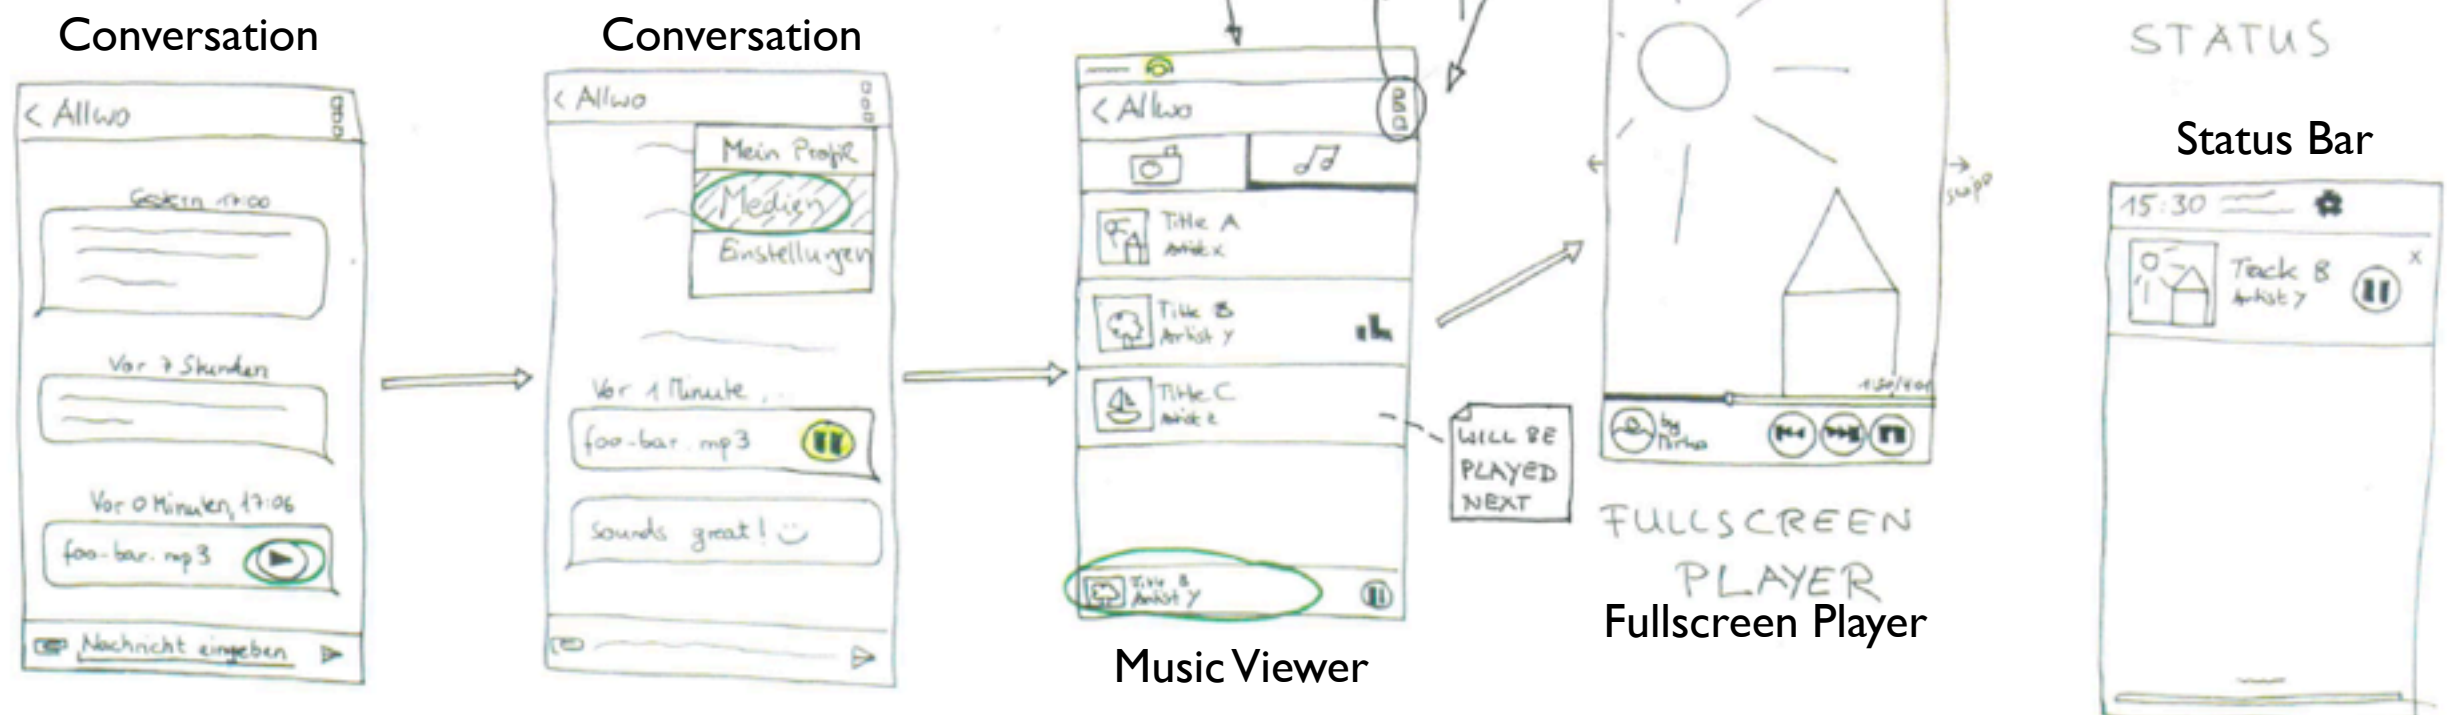 Conversation
< Allwo
Gestern 17:00
Vor 7 Stunden
Vor 0 Minuten, 17:06
foo-bar.mp3
Nachricht eingeben
Conversation
< Allwo
Mein Profil
Medien
Einstellungen
Vor 1 Minute,
foo-bar.mp3
sounds great!
< Allwo
Title A
Artist X
Title B
Artist Y
Title C
Artist Z
WILL BE
PLAYED
NEXT
Title B
Artist Y
Music Viewer
swipe
by
FULLSCREEN
PLAYER
Fullscreen Player
STATUS
Status Bar
15:30
Track B
Artist Y
x